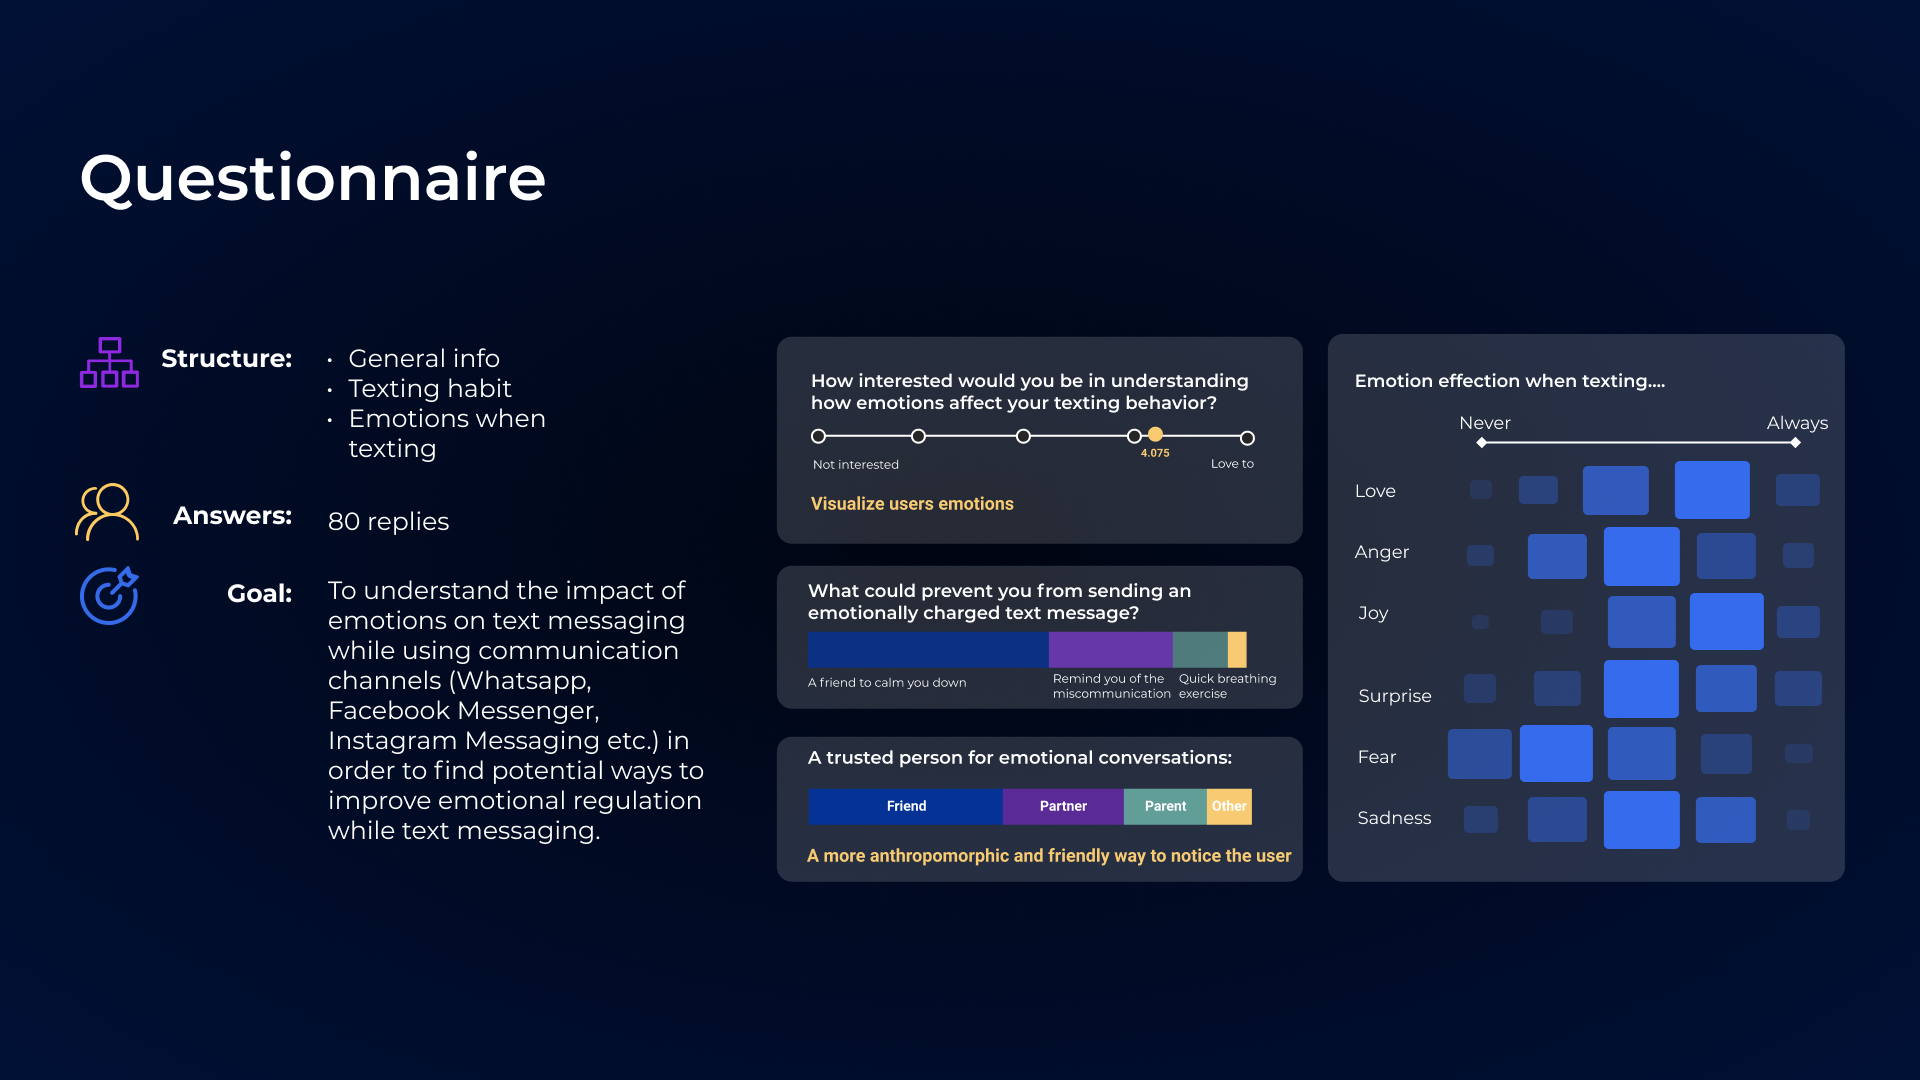 Questionnaire
Structure:
• General info
• Texting habit
• Emotions when
texting
Answers:
80 replies
Goal:
To understand the impact of
emotions on text messaging
while using communication
channels (Whatsapp,
Facebook Messenger,
Instagram Messaging etc.) in
order to find potential ways to
improve emotional regulation
while text messaging.
How interested would you be in understanding
how emotions affect your texting behavior?
4.075
Not interested
Love to
Visualize users emotions
What could prevent you from sending an
emotionally charged text message?
A friend to calm you down
Remind you of the
miscommunication
Quick breathing
exercise
A trusted person for emotional conversations:
Friend
Partner
Parent
Other
A more anthropomorphic and friendly way to notice the user
Emotion effection when texting....
Never
Always
Love
Anger
Joy
Surprise
Fear
Sadness